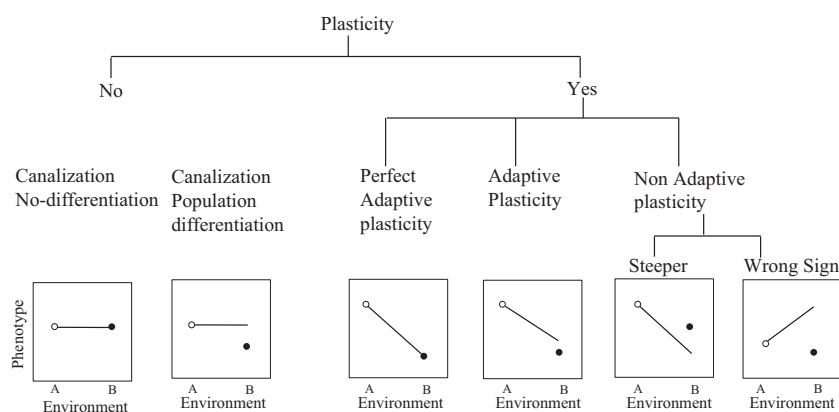 Plasticity
No
Yes
Canalization
No-differentiation
Canalization
Population
differentiation
Perfect
Adaptive
plasticity
Adaptive
Plasticity
Non Adaptive
plasticity
Steeper
Wrong Sign
Phenotype
A B
Environment
A B
Environment
A B
Environment
A B
Environment
A B
Environment
A B
Environment